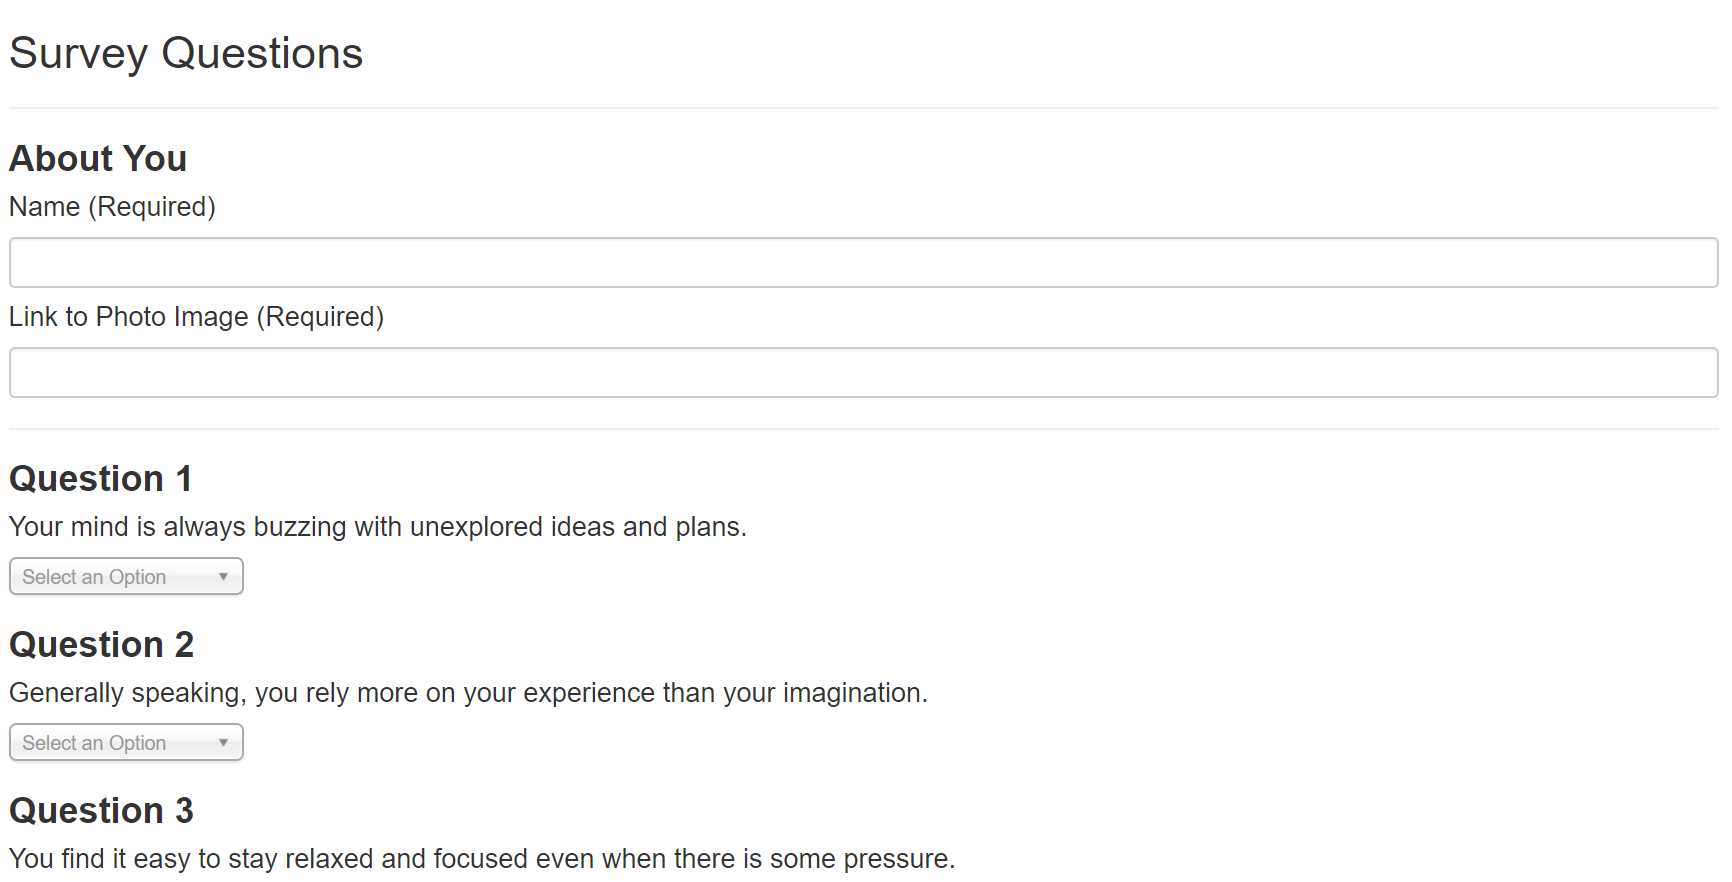 Survey Questions
About You
Name (Required)
Link to Photo Image (Required)
Question 1
Your mind is always buzzing with unexplored ideas and plans.
Select an Option
Question 2
Generally speaking, you rely more on your experience than your imagination.
Select an Option
Question 3
You find it easy to stay relaxed and focused even when there is some pressure.